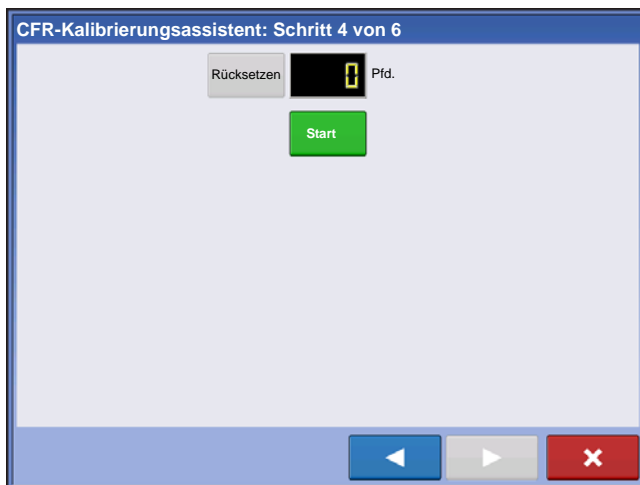 CFR-Kalibrierungsassistent: Schritt 4 von 6
Rücksetzen 0 Pfd.
Start